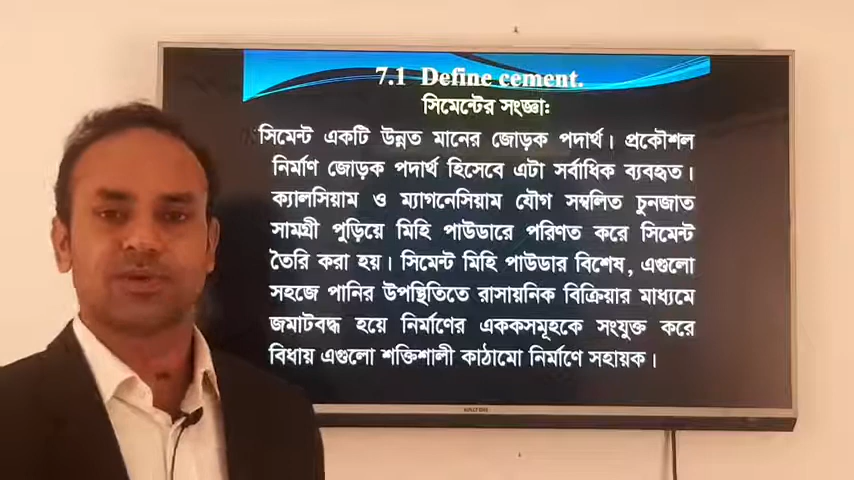 7.1 Define cement.
সিমেন্টের সংজ্ঞা:
সিমেন্ট একটি উন্নত মানের জোড়ক পদার্থ। প্রকৌশল
নির্মাণ জোড়ক পদার্থ হিসেবে এটা সর্বাধিক ব্যবহৃত।
ক্যালসিয়াম ও ম্যাগনেসিয়াম যৌগ সম্বলিত চুনজাত
সামগ্রী পুড়িয়ে মিহি পাউডারে পরিণত করে সিমেন্ট
তৈরি করা হয়। সিমেন্ট মিহি পাউডার বিশেষ, এগুলো
সহজে পানির উপস্থিতিতে রাসায়নিক বিক্রিয়ার মাধ্যমে
জমাটবদ্ধ হয়ে নির্মাণের এককসমূহকে সংযুক্ত করে
বিধায় এগুলো শক্তিশালী কাঠামো নির্মাণে সহায়ক।